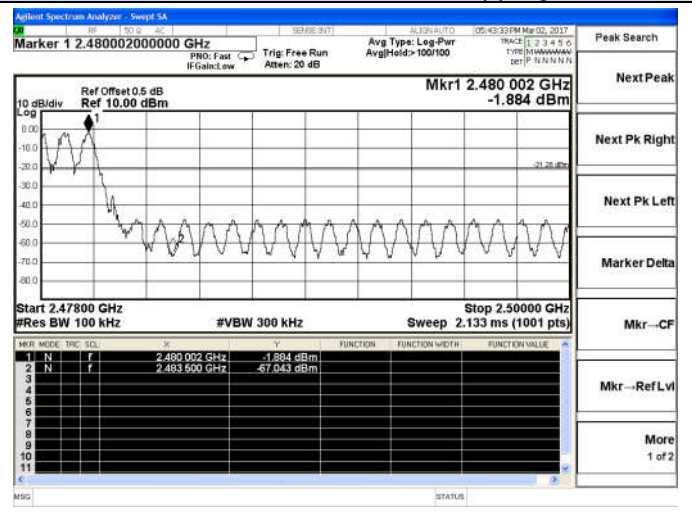 Agilent Spectrum Analyzer - Swept SA
RF 50 Ω AC SENSE:INT ALIGN AUTO 05:43:33 PM Mar 02, 2017
Marker 1 2.480002000000 GHz
PNO: Fast
IFGain:Low
Trig: Free Run
Atten: 20 dB
Avg Type: Log-Pwr
Avg|Hold:> 100/100
TRACE 1 2 3 4 5 6
TYPE
DET P N N N N N
Ref Offset 0.5 dB
10 dB/div Ref 10.00 dBm
Log
Mkr1 2.480 002 GHz
-1.884 dBm
1
0.00
-10.0
-20.0
-30.0
-40.0
-50.0
-60.0
-70.0
-80.0
-21.28 dBm
2
Start 2.47800 GHz
Stop 2.50000 GHz
#Res BW 100 kHz #VBW 300 kHz Sweep 2.133 ms (1001 pts)
MKR MODE TRC SCL X Y FUNCTION FUNCTION WIDTH FUNCTION VALUE
1 N f 2.480 002 GHz -1.884 dBm
2 N f 2.483 500 GHz -67.043 dBm
3
4
5
6
7
8
9
10
11
MSG STATUS
Peak Search
Next Peak
Next Pk Right
Next Pk Left
Marker Delta
Mkr→CF
Mkr→Ref Lvl
More
1 of 2